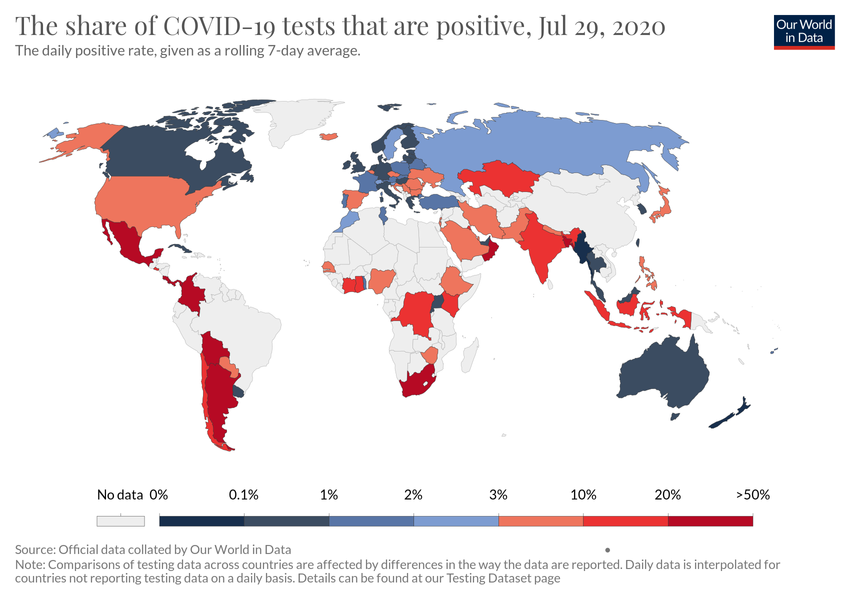 The share of COVID-19 tests that are positive, Jul 29, 2020
The daily positive rate, given as a rolling 7-day average.
Our World
in Data
No data 0% 0.1% 1% 2% 3% 10% 20% >50%
Source: Official data collated by Our World in Data
Note: Comparisons of testing data across countries are affected by differences in the way the data are reported. Daily data is interpolated for
countries not reporting testing data on a daily basis. Details can be found at our Testing Dataset page